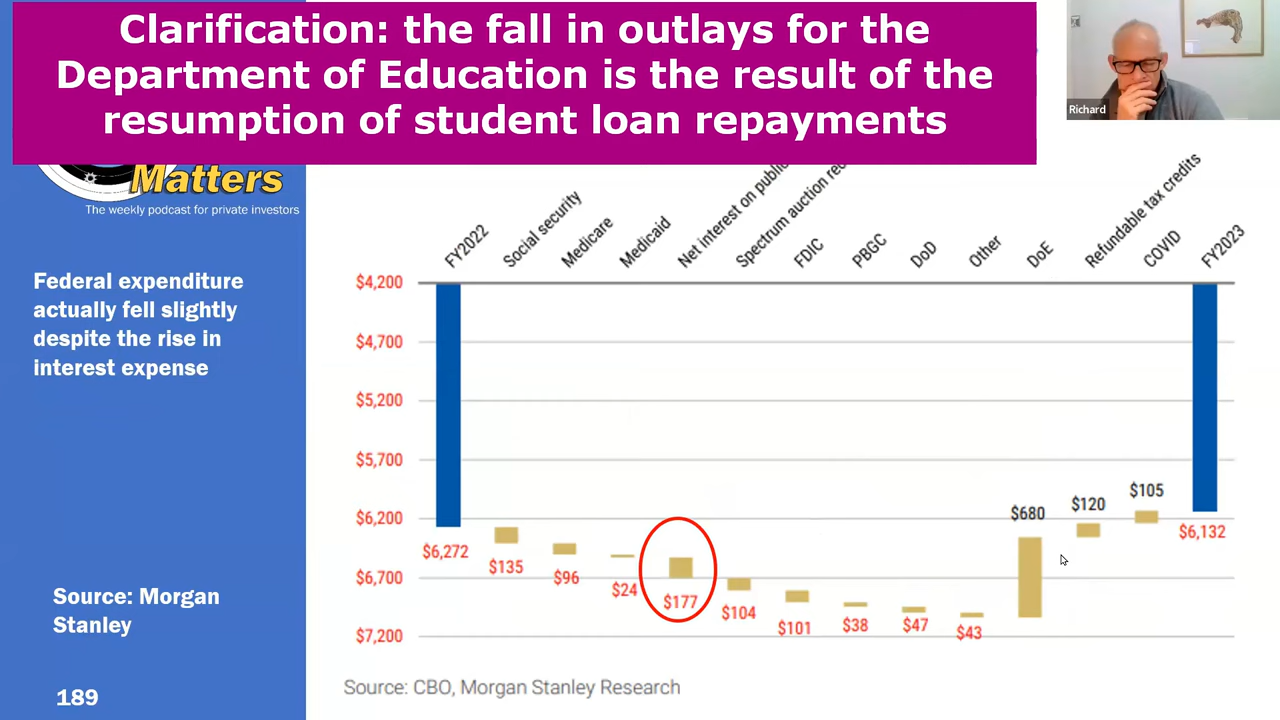 Clarification: the fall in outlays for the
Department of Education is the result of the
resumption of student loan repayments
Richard
Matters
The weekly podcast for private investors
Federal expenditure
actually fell slightly
despite the rise in
interest expense
Source: Morgan
Stanley
189
FY2022
Social security
Medicare
Medicaid
Net interest on
Spectrum auction
FDIC
PBGC
DoD
Other
DoE
Refundable tax credits
COVID
FY2023
$4,200
$4,700
$5,200
$5,700
$6,200
$6,700
$7,200
$6,272
$135
$96
$24
$177
$104
$101
$38
$47
$43
$680
$120
$105
$6,132
Source: CBO, Morgan Stanley Research